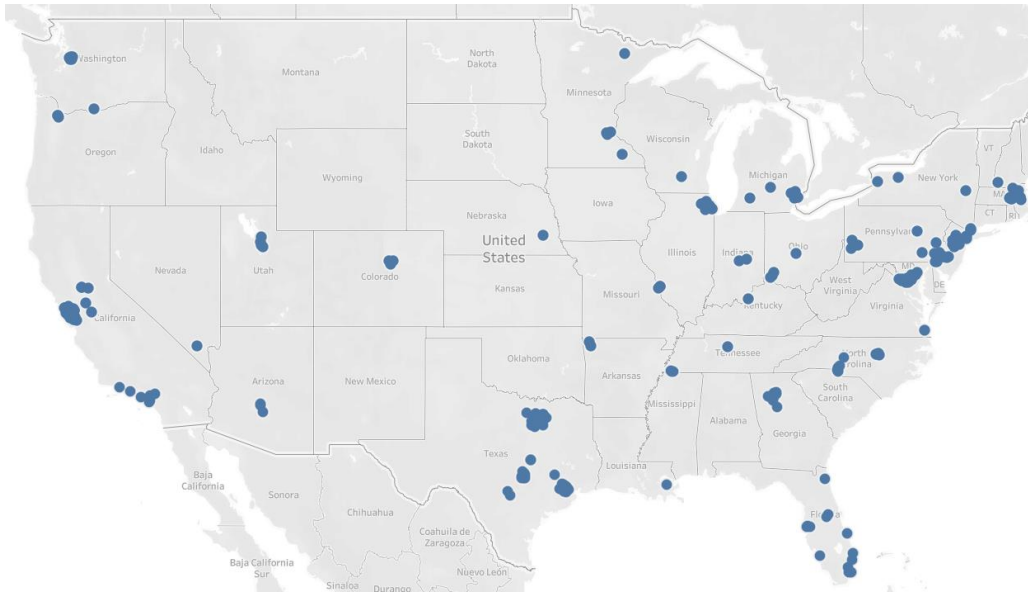 Washington
Montana
North
Dakota
Minnesota
Oregon
Idaho
South
Dakota
Wisconsin
Michigan
VT
New York
MA
CT
RI
Wyoming
Iowa
Nebraska
United
States
Nevada
Utah
Colorado
Kansas
Illinois
Indiana
Ohio
Pennsylvan
MD
DE
West
Virginia
Virginia
Missouri
Kentucky
California
Arizona
New Mexico
Oklahoma
Arkansas
Tennessee
North
Carolina
South
Carolina
Mississippi
Alabama
Georgia
Texas
Louisiana
Baja
California
Sonora
Chihuahua
Coahuila de
Zaragoza
Florida
Baja California
Sur
Sinaloa
Durango
Nuevo León